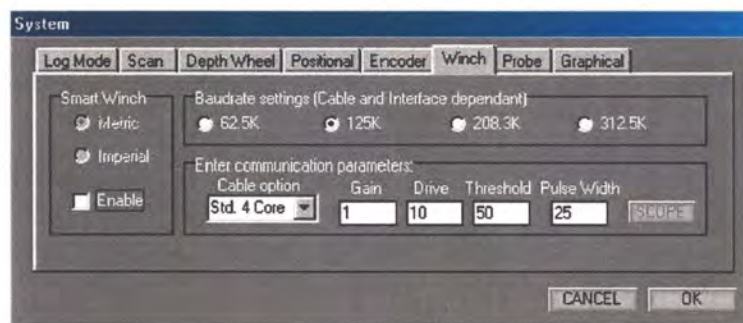 System
Log Mode Scan Depth Wheel Positional Encoder Winch Probe Graphical
Smart Winch
Metric
Imperial
Enable
Baudrate settings (Cable and Interface dependant)
62.5K 125K 208.3K 312.5K
Enter communication parameters:
Cable option Gain Drive Threshold Pulse Width
Std. 4 Core 1 10 50 25 SCOPE
CANCEL OK